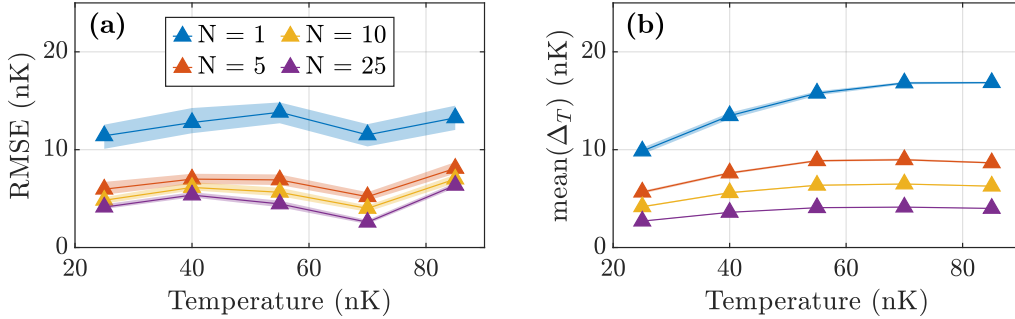 (a)
N = 1
N = 10
N = 5
N = 25
RMSE (nK)
20
10
0
20
40
60
80
Temperature (nK)
(b)
mean(Δ_T) (nK)
20
10
0
20
40
60
80
Temperature (nK)